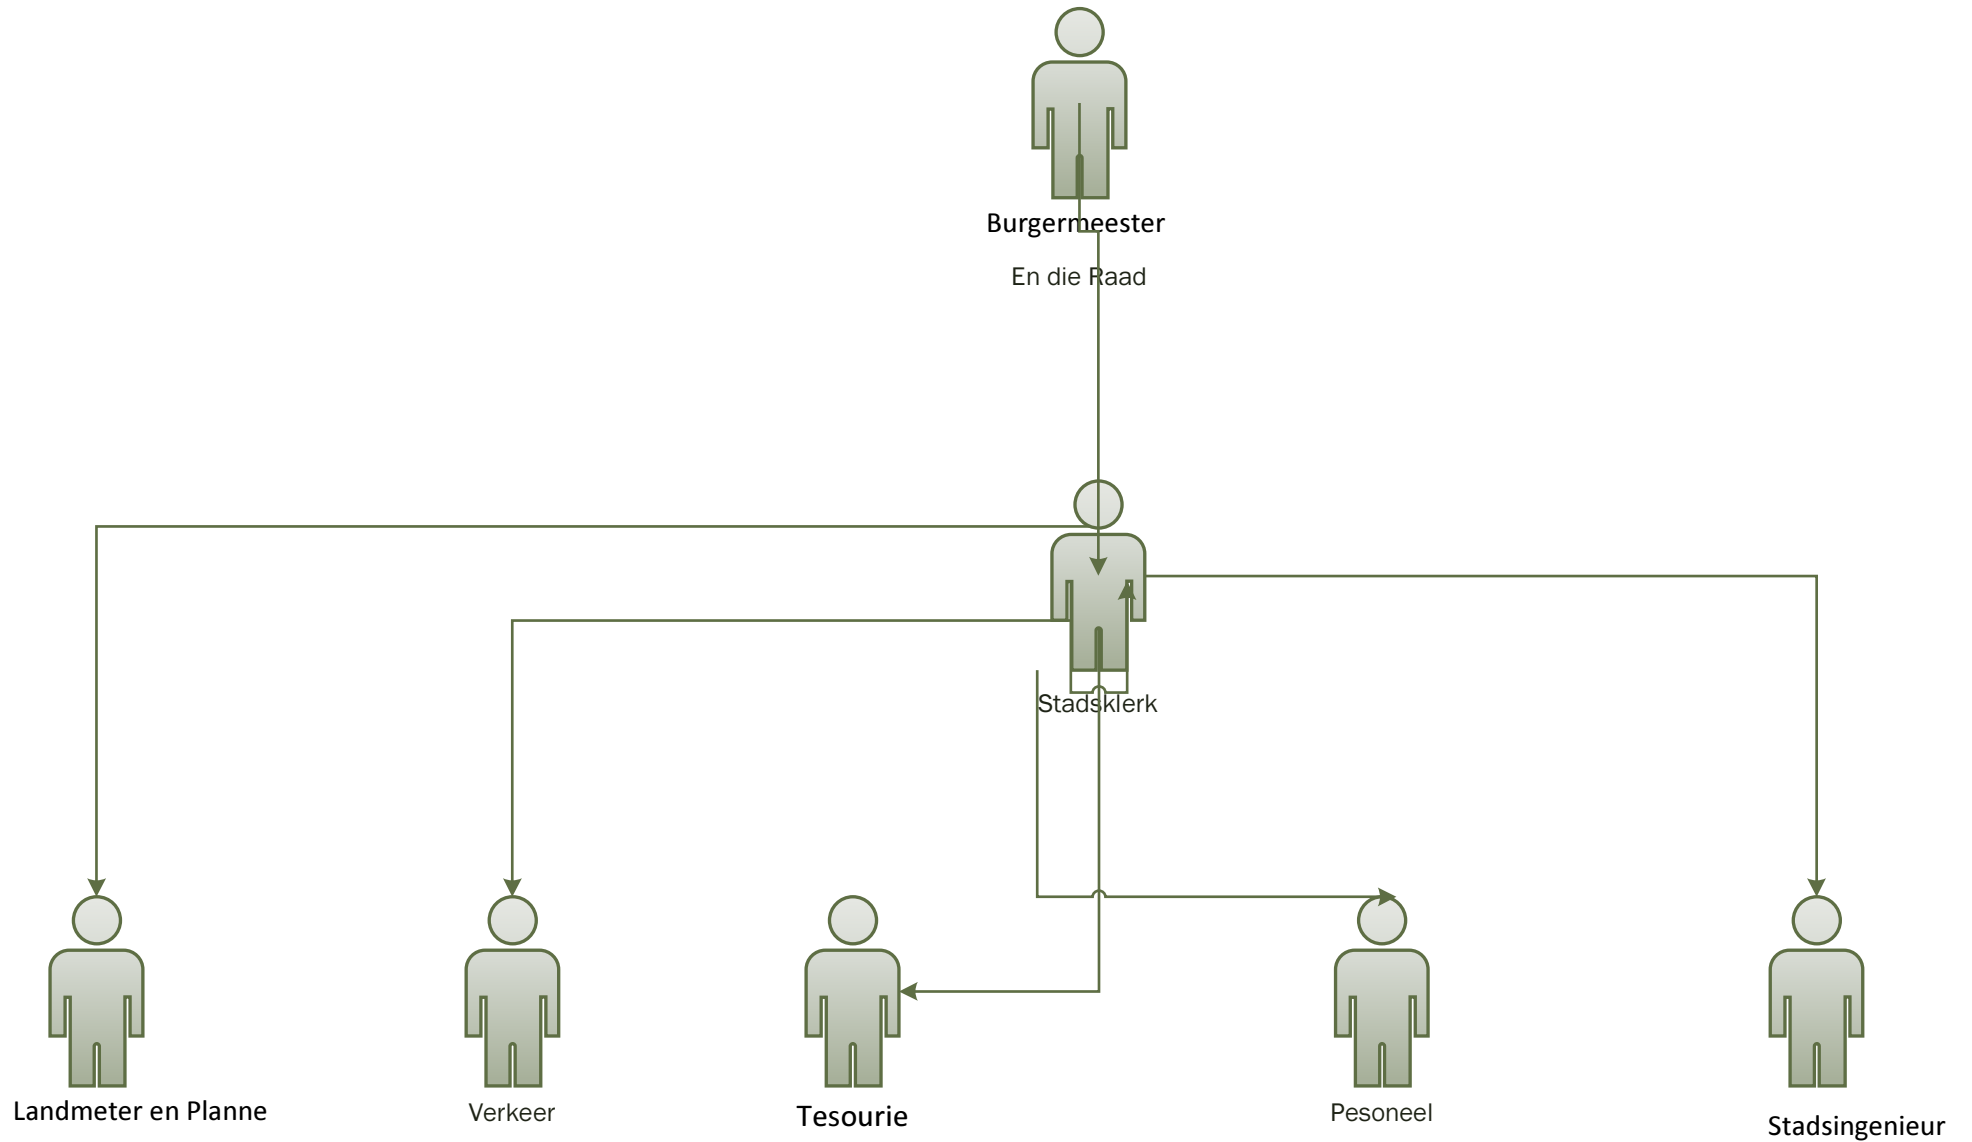 Burgermeester
En die Raad
Stadsklerk
Landmeter en Planne
Verkeer
Tesourie
Pesoneel
Stadsingenieur